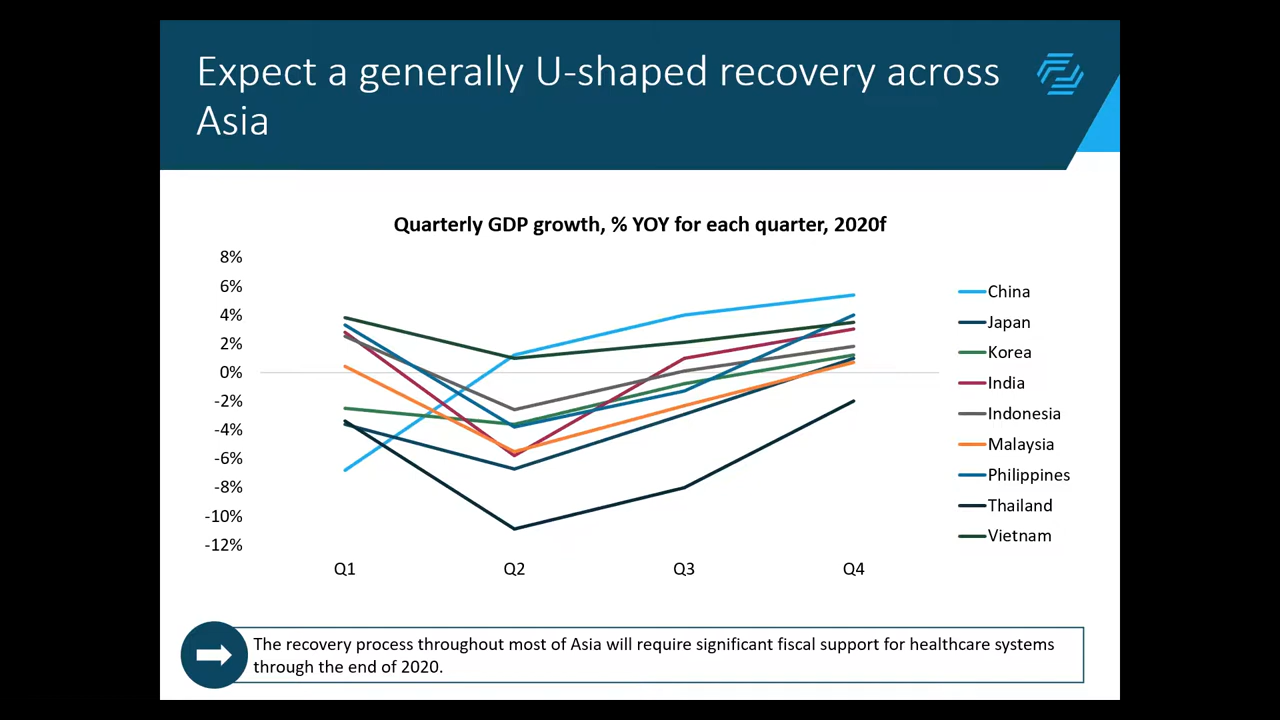 Expect a generally U-shaped recovery across
Asia
Quarterly GDP growth, % YOY for each quarter, 2020f
8%
6%
4%
2%
0%
-2%
-4%
-6%
-8%
-10%
-12%
Q1 Q2 Q3 Q4
China
Japan
Korea
India
Indonesia
Malaysia
Philippines
Thailand
Vietnam
The recovery process throughout most of Asia will require significant fiscal support for healthcare systems
through the end of 2020.